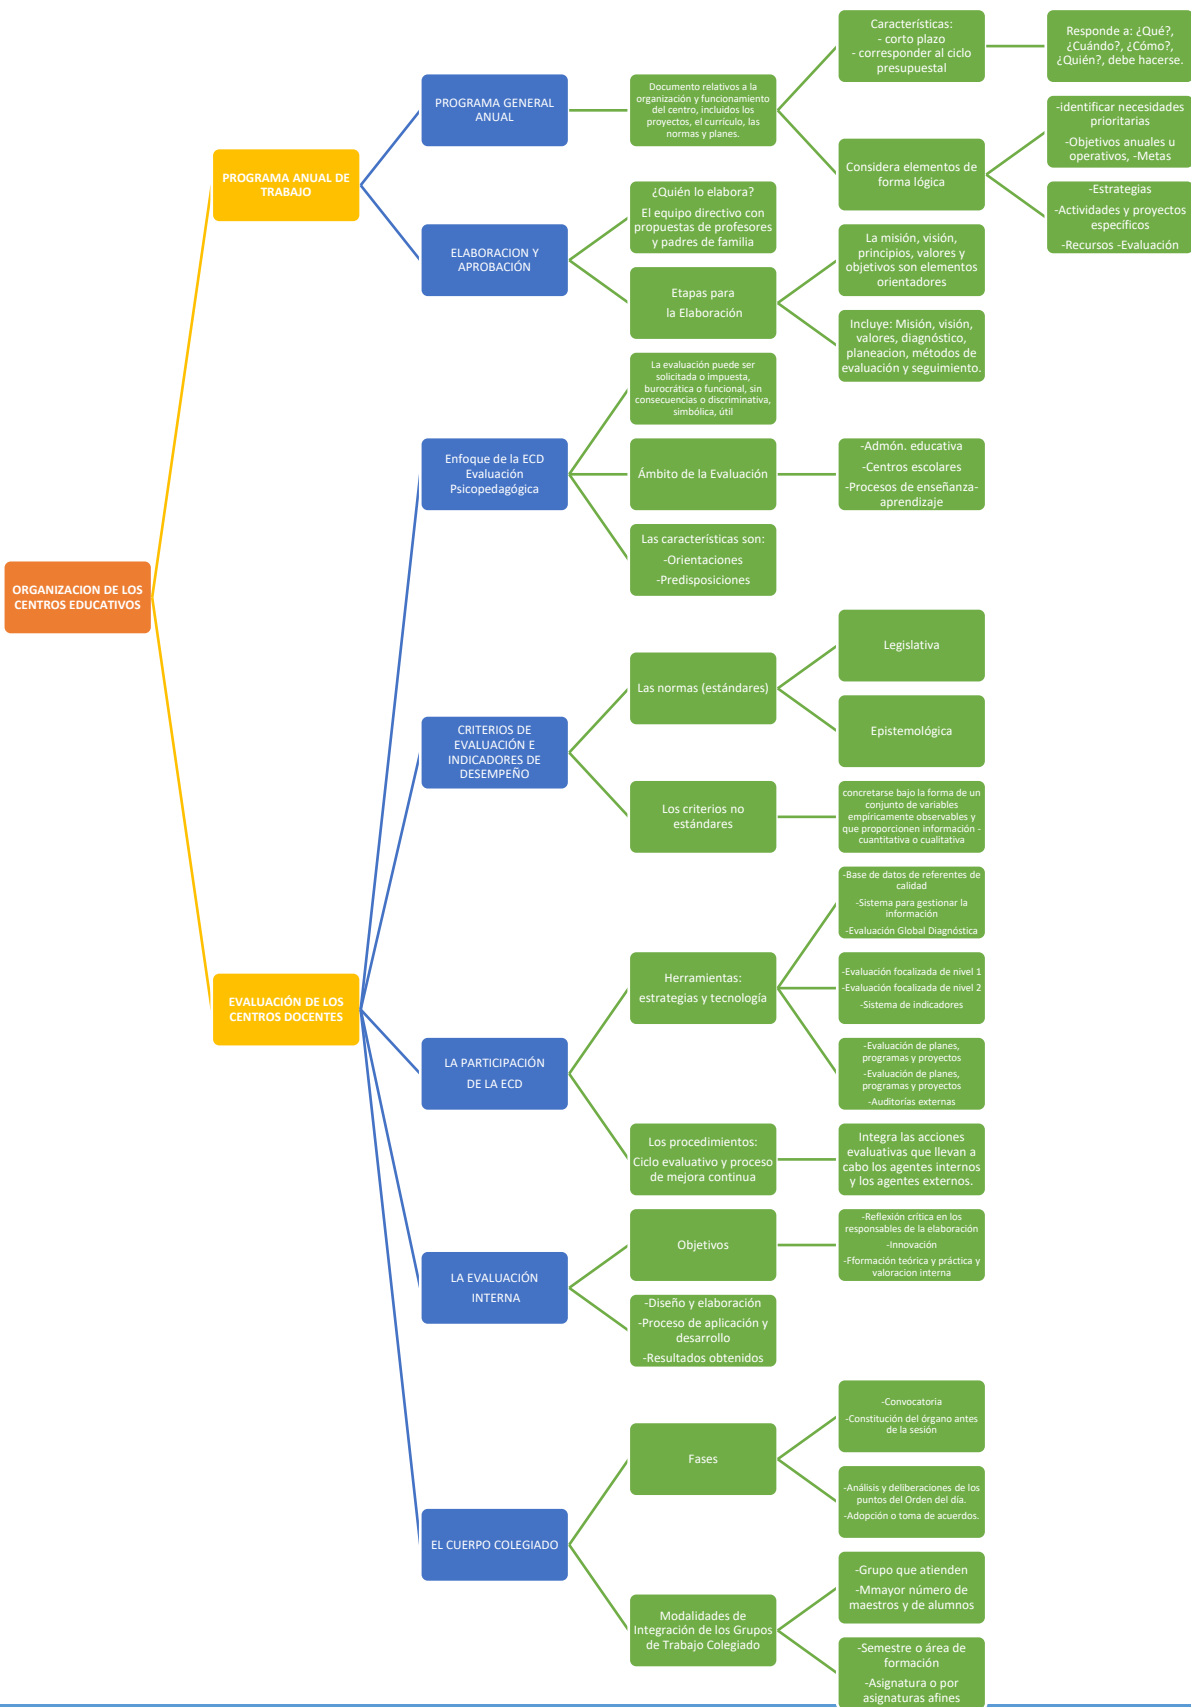 ORGANIZACION DE LOS
CENTROS EDUCATIVOS
PROGRAMA ANUAL DE
TRABAJO
PROGRAMA GENERAL
ANUAL
Documento relativos a la
organización y funcionamiento
del centro, incluidos los
proyectos, el currículo, las
normas y planes.
Características:
- corto plazo
- corresponder al ciclo
presupuestal
Responde a: ¿Qué?,
¿Cuándo?, ¿Cómo?,
¿Quién?, debe hacerse.
Considera elementos de
forma lógica
-identificar necesidades
prioritarias
-Objetivos anuales u
operativos, -Metas
-Estrategias
-Actividades y proyectos
específicos
-Recursos -Evaluación
ELABORACION Y
APROBACIÓN
¿Quién lo elabora?
El equipo directivo con
propuestas de profesores
y padres de familia
Etapas para
la Elaboración
La misión, visión,
principios, valores y
objetivos son elementos
orientadores
Incluye: Misión, visión,
valores, diagnóstico,
planeacion, métodos de
evaluación y seguimiento.
EVALUACIÓN DE LOS
CENTROS DOCENTES
Enfoque de la ECD
Evaluación
Psicopedagógica
La evaluación puede ser
solicitada o impuesta,
burocrática o funcional, sin
consecuencias o discriminativa,
simbólica, útil
Ámbito de la Evaluación
-Admón. educativa
-Centros escolares
-Procesos de enseñanza-
aprendizaje
Las características son:
-Orientaciones
-Predisposiciones
CRITERIOS DE
EVALUACIÓN E
INDICADORES DE
DESEMPEÑO
Las normas (estándares)
Legislativa
Epistemológica
Los criterios no
estándares
concretarse bajo la forma de un
conjunto de variables
empíricamente observables y
que proporcionen información -
cuantitativa o cualitativa
LA PARTICIPACIÓN
DE LA ECD
Herramientas:
estrategias y tecnología
-Base de datos de referentes de
calidad
-Sistema para gestionar la
información
-Evaluación Global Diagnóstica
-Evaluación focalizada de nivel 1
-Evaluación focalizada de nivel 2
-Sistema de indicadores
-Evaluación de planes,
programas y proyectos
-Evaluación de planes,
programas y proyectos
-Auditorías externas
Los procedimientos:
Ciclo evaluativo y proceso
de mejora continua
Integra las acciones
evaluativas que llevan a
cabo los agentes internos
y los agentes externos.
LA EVALUACIÓN
INTERNA
Objetivos
-Reflexión crítica en los
responsables de la elaboración
-Innovación
-Fformación teórica y práctica y
valoracion interna
-Diseño y elaboración
-Proceso de aplicación y
desarrollo
-Resultados obtenidos
EL CUERPO COLEGIADO
Fases
-Convocatoria
-Constitución del órgano antes
de la sesión
-Análisis y deliberaciones de los
puntos del Orden del día.
-Adopción o toma de acuerdos.
Modalidades de
Integración de los Grupos
de Trabajo Colegiado
-Grupo que atienden
-Mmayor número de
maestros y de alumnos
-Semestre o área de
formación
-Asignatura o por
asignaturas afines